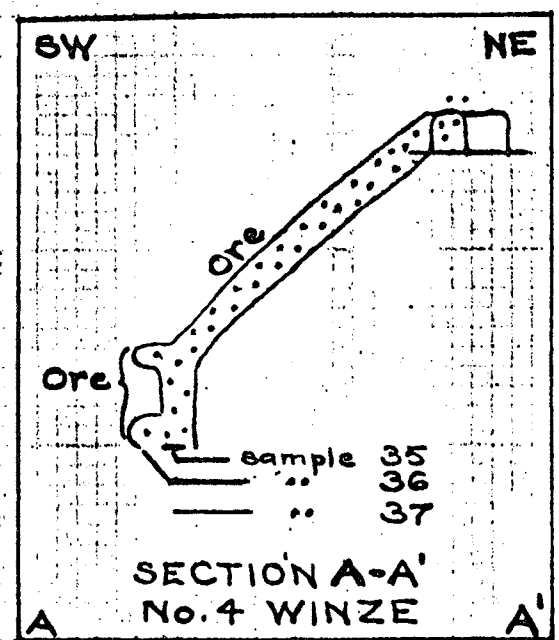 SW NE
Ore
Ore
sample 35
" 36
" 37
SECTION A-A'
No. 4 WINZE
A A'